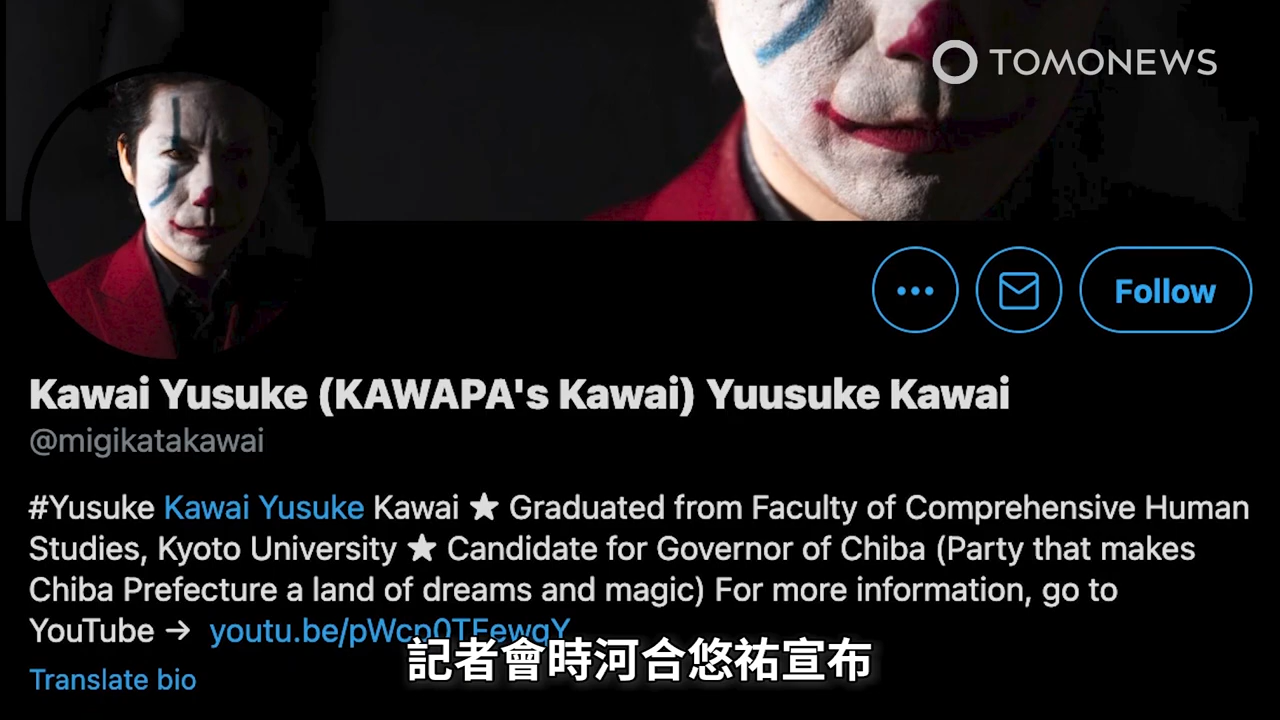 TOMONEWS
Follow
Kawai Yusuke (KAWAPA's Kawai) Yuusuke Kawai
@migikatakawai
#Yusuke Kawai Yusuke Kawai ★ Graduated from Faculty of Comprehensive Human
Studies, Kyoto University ★ Candidate for Governor of Chiba (Party that makes
Chiba Prefecture a land of dreams and magic) For more information, go to
YouTube →
記者會時河合悠祐宣布
Translate bio